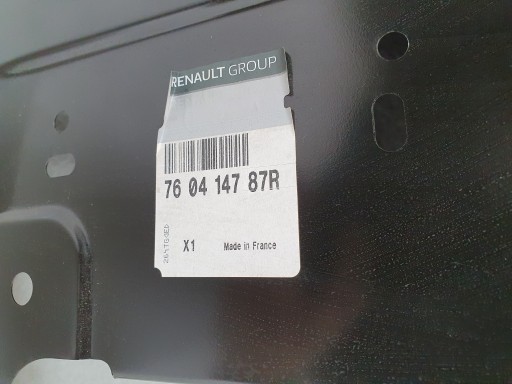 RENAULT GROUP
76 04 147 87R
X1 Made in France